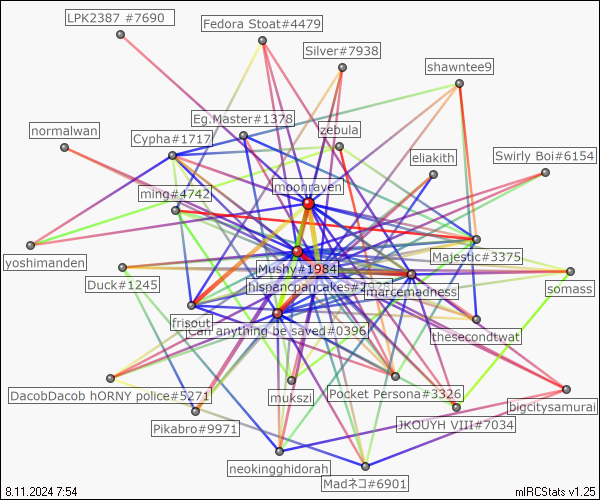 LPK2387 #7690
Fedora Stoat#4479
Silver#7938
shawntee9
Eg.Master#1378
normalwan
Cypha#1717
zebula
eliakith
Swirly Boi#6154
moonraven
ming#4742
yoshimanden
Majestic#3375
Mushy#1984
Duck#1245
hispancpancakes#2
marcemadness
somass
frisout
can anything be saved#0396
thesecondtwat
DacobDacob hORNY police#5271
mukszi
Pocket Persona#3326
bigcitysamurai
Pikabro#9971
JKOUYH VIII#7034
neokingghidorah
Madネコ#6901
8.11.2024 7:54
mIRCStats v1.25